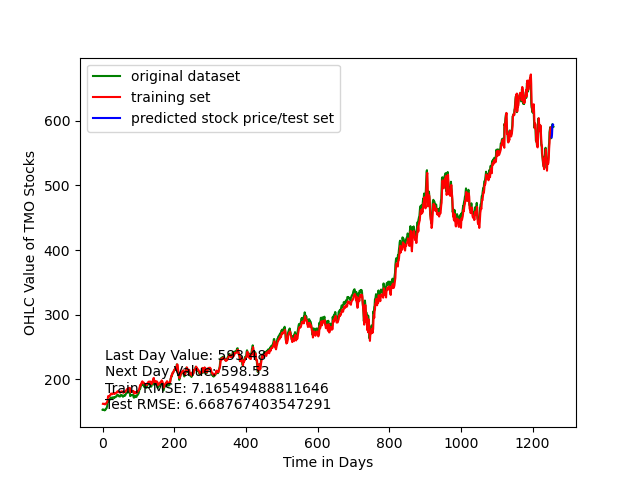 original dataset
training set
predicted stock price/test set
OHLC Value of TMO Stocks
600
500
400
300
200
Last Day Value: 593.48
Next Day Value: 598.53
Train RMSE: 7.165494888811646
Test RMSE: 6.668767403547291
0 200 400 600 800 1000 1200
Time in Days